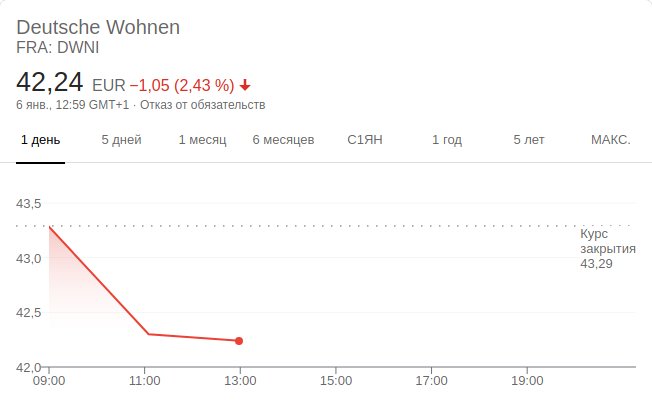 Deutsche Wohnen
FRA: DWNI
42,24 EUR −1,05 (2,43 %)
6 янв., 12:59 GMT+1 · Отказ от обязательств
1 день 5 дней 1 месяц 6 месяцев С1ЯН 1 год 5 лет МАКС.
43,5
Курс
закрытия
43,29
43,0
42,5
42,0
09:00 11:00 13:00 15:00 17:00 19:00